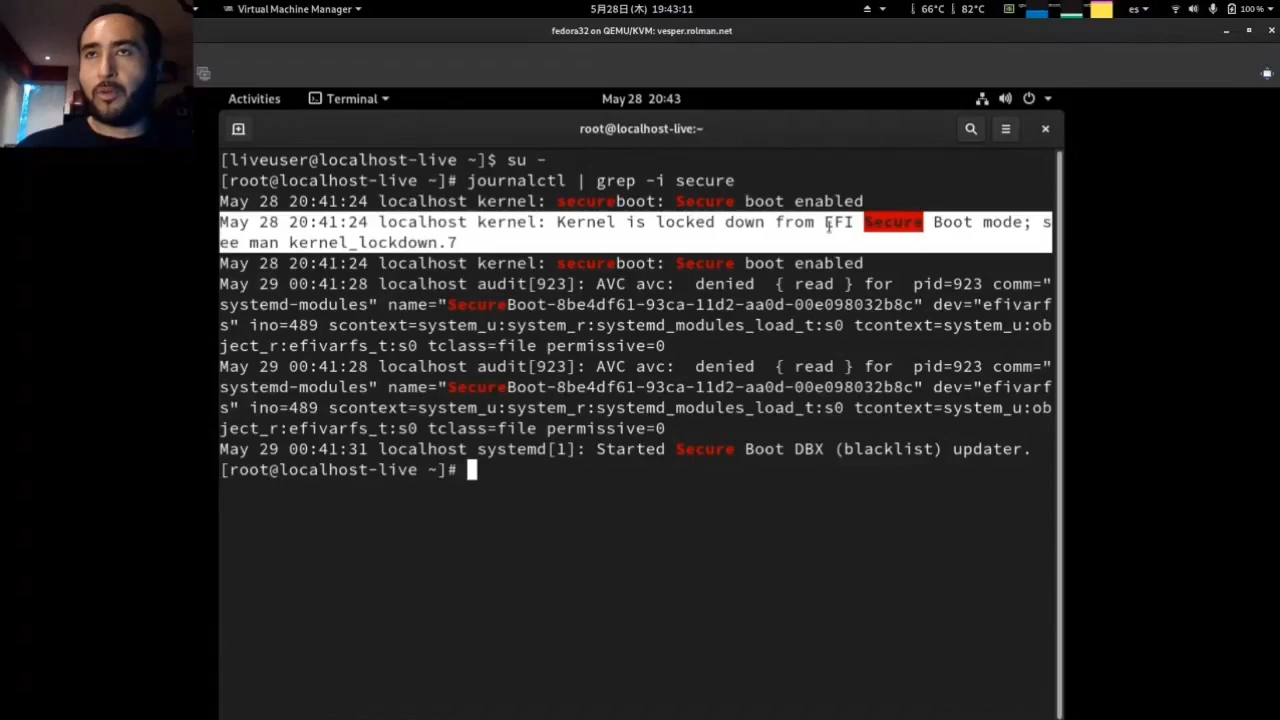 Virtual Machine Manager
5月28日(木) 19:43:11
66°C
82°C
es
100 %
fedora32 on QEMU/KVM: vesper.rolman.net
Activities
Terminal
May 28 20:43
root@localhost-live:~
[liveuser@localhost-live ~]$ su -
[root@localhost-live ~]# journalctl | grep -i secure
May 28 20:41:24 localhost kernel: secureboot: Secure boot enabled
May 28 20:41:24 localhost kernel: Kernel is locked down from EFI Secure Boot mode; s
ee man kernel_lockdown.7
May 28 20:41:24 localhost kernel: secureboot: Secure boot enabled
May 29 00:41:28 localhost audit[923]: AVC avc:  denied  { read } for  pid=923 comm="
systemd-modules" name="SecureBoot-8be4df61-93ca-11d2-aa0d-00e098032b8c" dev="efivarf
s" ino=489 scontext=system_u:system_r:systemd_modules_load_t:s0 tcontext=system_u:ob
ject_r:efivarfs_t:s0 tclass=file permissive=0
May 29 00:41:28 localhost audit[923]: AVC avc:  denied  { read } for  pid=923 comm="
systemd-modules" name="SecureBoot-8be4df61-93ca-11d2-aa0d-00e098032b8c" dev="efivarf
s" ino=489 scontext=system_u:system_r:systemd_modules_load_t:s0 tcontext=system_u:ob
ject_r:efivarfs_t:s0 tclass=file permissive=0
May 29 00:41:31 localhost systemd[1]: Started Secure Boot DBX (blacklist) updater.
[root@localhost-live ~]#